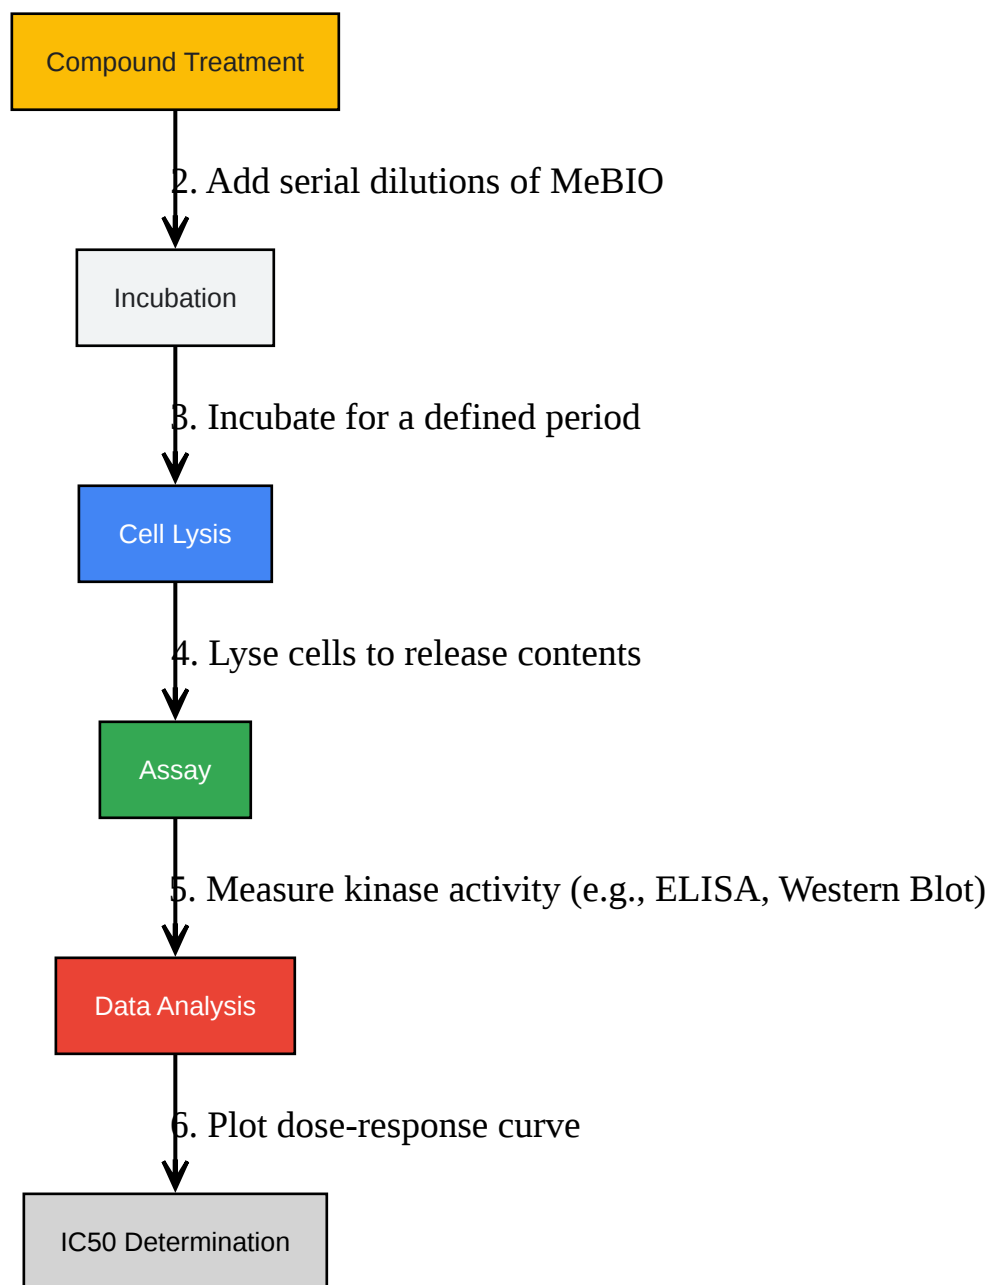 Compound Treatment
2. Add serial dilutions of MeBIO
Incubation
3. Incubate for a defined period
Cell Lysis
4. Lyse cells to release contents
Assay
5. Measure kinase activity (e.g., ELISA, Western Blot)
Data Analysis
6. Plot dose-response curve
IC50 Determination